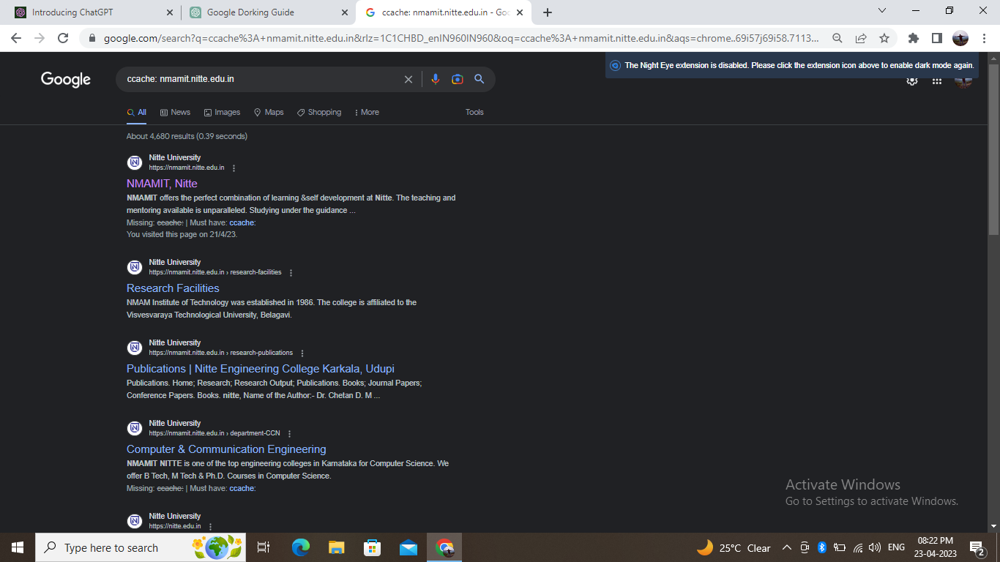 Introducing ChatGPT
Google Dorking Guide
ccache: nmamit.nitte.edu.in - Goo
google.com/search?q=ccache%3A+nmamit.nitte.edu.in&rlz=1C1CHBD_enIN960IN960&oq=ccache%3A+nmamit.nitte.edu.in&aqs=chrome..69i57j69i58.7113...
The Night Eye extension is disabled. Please click the extension icon above to enable dark mode again.
Google
ccache: nmamit.nitte.edu.in
All News Images Maps Shopping More Tools
About 4,680 results (0.39 seconds)
Nitte University
https://nmamit.nitte.edu.in
NMAMIT, Nitte
NMAMIT offers the perfect combination of learning &self development at Nitte. The teaching and
mentoring available is unparalleled. Studying under the guidance ...
Missing: ccache: | Must have: ccache:
You visited this page on 21/4/23.
Nitte University
https://nmamit.nitte.edu.in › research-facilities
Research Facilities
NMAM Institute of Technology was established in 1986. The college is affiliated to the
Visvesvaraya Technological University, Belagavi.
Nitte University
https://nmamit.nitte.edu.in › research-publications
Publications | Nitte Engineering College Karkala, Udupi
Publications. Home; Research; Research Output; Publications. Books; Journal Papers;
Conference Papers. Books. nitte, Name of the Author:- Dr. Chetan D. M ...
Nitte University
https://nmamit.nitte.edu.in › department-CCN
Computer & Communication Engineering
NMAMIT NITTE is one of the top engineering colleges in Karnataka for Computer Science. We
offer B Tech, M Tech & Ph.D. Courses in Computer Science.
Missing: ccache: | Must have: ccache:
Nitte University
https://nitte.edu.in
Activate Windows
Go to Settings to activate Windows.
Type here to search
25°C Clear
ENG
08:22 PM
23-04-2023
2